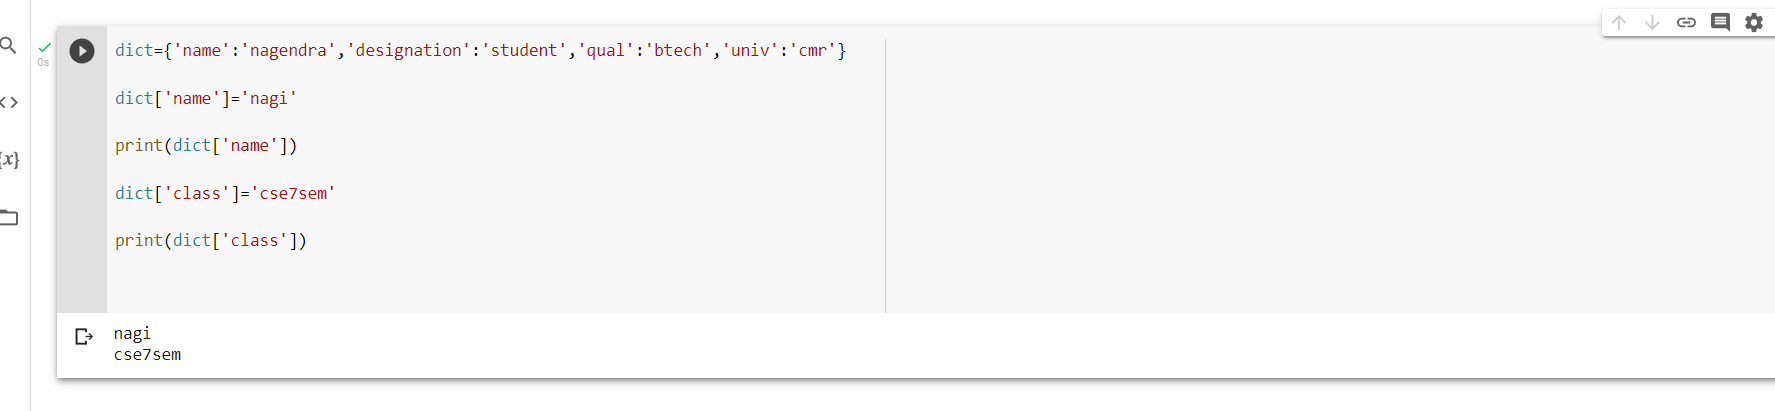 0s
dict={'name':'nagendra','designation':'student','qual':'btech','univ':'cmr'}
dict['name']='nagi'
print(dict['name'])
{x}
dict['class']='cse7sem'
print(dict['class'])
nagi
cse7sem